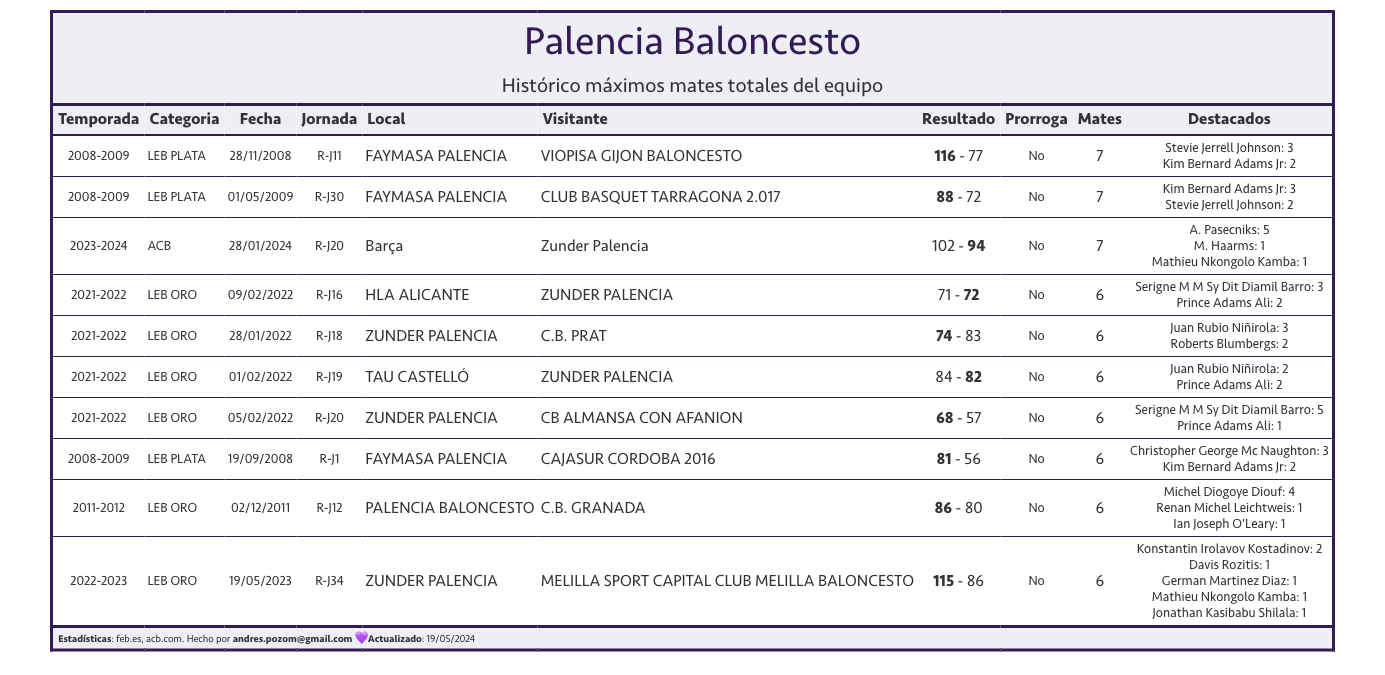 Palencia Baloncesto
Histórico máximos mates totales del equipo
Temporada Categoria Fecha Jornada Local Visitante Resultado Prorroga Mates Destacados
2008-2009 LEB PLATA 28/11/2008 R-J11 FAYMASA PALENCIA VIOPISA GIJON BALONCESTO 116 - 77 No 7 Stevie Jerrell Johnson: 3
Kim Bernard Adams Jr: 2
2008-2009 LEB PLATA 01/05/2009 R-J30 FAYMASA PALENCIA CLUB BASQUET TARRAGONA 2.017 88 - 72 No 7 Kim Bernard Adams Jr: 3
Stevie Jerrell Johnson: 2
2023-2024 ACB 28/01/2024 R-J20 Barça Zunder Palencia 102 - 94 No 7 A. Pasecniks: 5
M. Haarms: 1
Mathieu Nkongolo Kamba: 1
2021-2022 LEB ORO 09/02/2022 R-J16 HLA ALICANTE ZUNDER PALENCIA 71 - 72 No 6 Serigne M M Sy Dit Diamil Barro: 3
Prince Adams Ali: 2
2021-2022 LEB ORO 28/01/2022 R-J18 ZUNDER PALENCIA C.B. PRAT 74 - 83 No 6 Juan Rubio Niñirola: 3
Roberts Blumbergs: 2
2021-2022 LEB ORO 01/02/2022 R-J19 TAU CASTELLÓ ZUNDER PALENCIA 84 - 82 No 6 Juan Rubio Niñirola: 2
Prince Adams Ali: 2
2021-2022 LEB ORO 05/02/2022 R-J20 ZUNDER PALENCIA CB ALMANSA CON AFANION 68 - 57 No 6 Serigne M M Sy Dit Diamil Barro: 5
Prince Adams Ali: 1
2008-2009 LEB PLATA 19/09/2008 R-J1 FAYMASA PALENCIA CAJASUR CORDOBA 2016 81 - 56 No 6 Christopher George Mc Naughton: 3
Kim Bernard Adams Jr: 2
2011-2012 LEB ORO 02/12/2011 R-J12 PALENCIA BALONCESTO C.B. GRANADA 86 - 80 No 6 Michel Diogoye Diouf: 4
Renan Michel Leichtweis: 1
Ian Joseph O'Leary: 1
2022-2023 LEB ORO 19/05/2023 R-J34 ZUNDER PALENCIA MELILLA SPORT CAPITAL CLUB MELILLA BALONCESTO 115 - 86 No 6 Konstantin Irolavov Kostadinov: 2
Davis Rozitis: 1
German Martinez Diaz: 1
Mathieu Nkongolo Kamba: 1
Jonathan Kasibabu Shilala: 1
Estadísticas: feb.es, acb.com. Hecho por andres.pozom@gmail.com 💜Actualizado: 19/05/2024